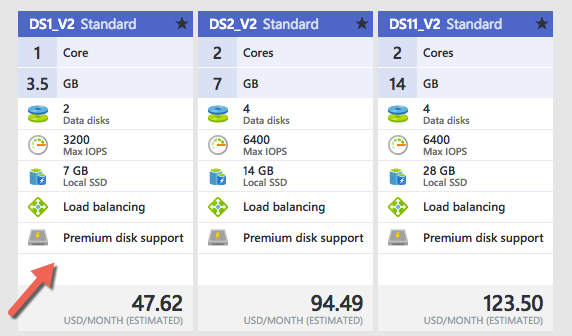 DS1_V2 Standard
1 Core
3.5 GB
2
Data disks
3200
Max IOPS
7 GB
Local SSD
Load balancing
Premium disk support
47.62
USD/MONTH (ESTIMATED)
DS2_V2 Standard
2 Cores
7 GB
4
Data disks
6400
Max IOPS
14 GB
Local SSD
Load balancing
Premium disk support
94.49
USD/MONTH (ESTIMATED)
DS11_V2 Standard
2 Cores
14 GB
4
Data disks
6400
Max IOPS
28 GB
Local SSD
Load balancing
Premium disk support
123.50
USD/MONTH (ESTIMATED)